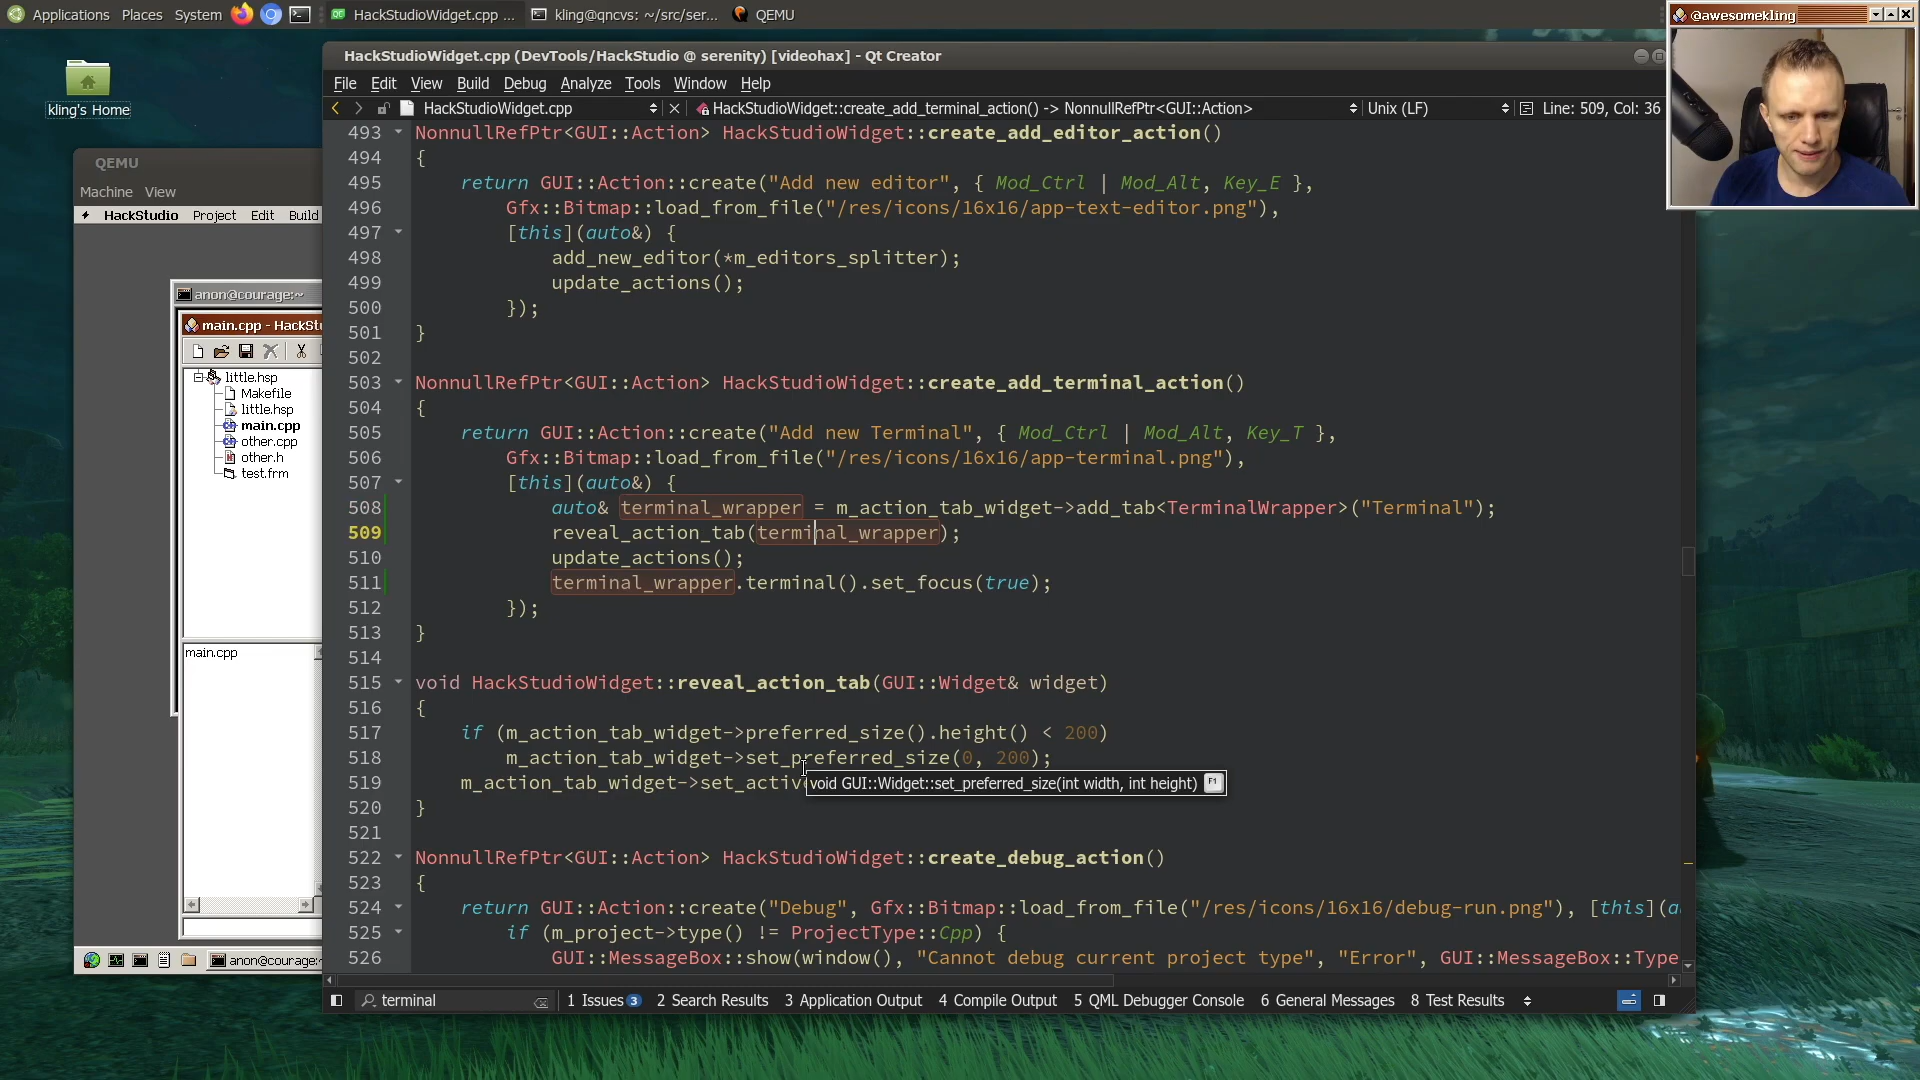 Applications Places System HackStudioWidget.cpp ... kling@qncvs: ~/src/ser... QEMU
@awesomekling
kling's Home
HackStudioWidget.cpp (DevTools/HackStudio @ serenity) [videohax] - Qt Creator
File Edit View Build Debug Analyze Tools Window Help
HackStudioWidget.cpp HackStudioWidget::create_add_terminal_action() -> NonnullRefPtr<GUI::Action> Unix (LF) Line: 509, Col: 36
493 NonnullRefPtr<GUI::Action> HackStudioWidget::create_add_editor_action()
494 {
495 return GUI::Action::create("Add new editor", { Mod_Ctrl | Mod_Alt, Key_E },
496 Gfx::Bitmap::load_from_file("/res/icons/16x16/app-text-editor.png"),
497 [this](auto&) {
498 add_new_editor(*m_editors_splitter);
499 update_actions();
500 });
501 }
502
503 NonnullRefPtr<GUI::Action> HackStudioWidget::create_add_terminal_action()
504 {
505 return GUI::Action::create("Add new Terminal", { Mod_Ctrl | Mod_Alt, Key_T },
506 Gfx::Bitmap::load_from_file("/res/icons/16x16/app-terminal.png"),
507 [this](auto&) {
508 auto& terminal_wrapper = m_action_tab_widget->add_tab<TerminalWrapper>("Terminal");
509 reveal_action_tab(terminal_wrapper);
510 update_actions();
511 terminal_wrapper.terminal().set_focus(true);
512 });
513 }
514
515 void HackStudioWidget::reveal_action_tab(GUI::Widget& widget)
516 {
517 if (m_action_tab_widget->preferred_size().height() < 200)
518 m_action_tab_widget->set_preferred_size(0, 200);
519 m_action_tab_widget->set_activ
void GUI::Widget::set_preferred_size(int width, int height) F1
520 }
521
522 NonnullRefPtr<GUI::Action> HackStudioWidget::create_debug_action()
523 {
524 return GUI::Action::create("Debug", Gfx::Bitmap::load_from_file("/res/icons/16x16/debug-run.png"), [this](a
525 if (m_project->type() != ProjectType::Cpp) {
526 GUI::MessageBox::show(window(), "Cannot debug current project type", "Error", GUI::MessageBox::Type
terminal 1 Issues 3 2 Search Results 3 Application Output 4 Compile Output 5 QML Debugger Console 6 General Messages 8 Test Results
QEMU
Machine View
HackStudio Project Edit Build
anon@courage:~
main.cpp - HackSt
little.hsp
Makefile
little.hsp
main.cpp
other.cpp
other.h
test.frm
main.cpp
anon@courage: